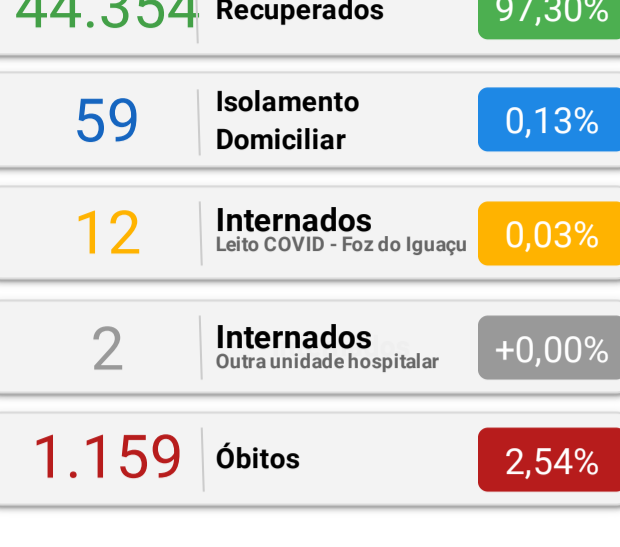 44.354 Recuperados 97,30%
59 Isolamento Domiciliar 0,13%
12 Internados 0,03%
Leito COVID - Foz do Iguaçu
2 Internados +0,00%
Outra unidade hospitalar
1.159 Óbitos 2,54%